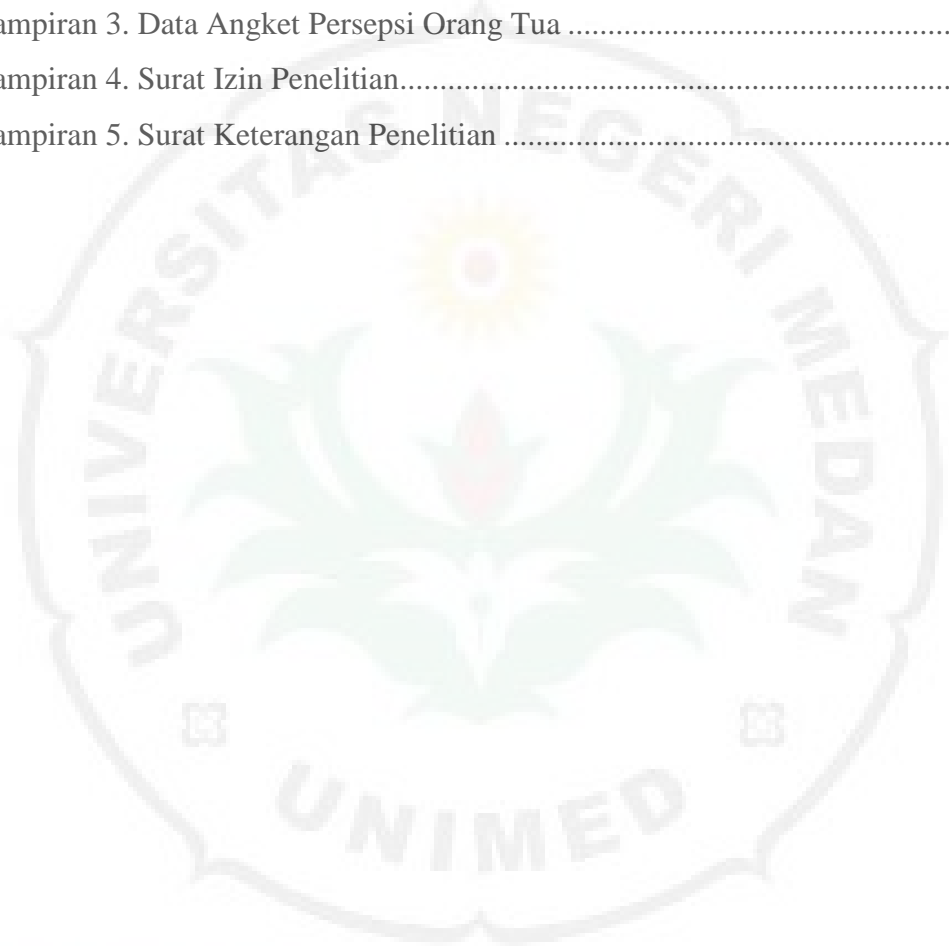 ampiran 3. Data Angket Persepsi Orang Tua ................................................
ampiran 4. Surat Izin Penelitian.....................................................................
ampiran 5. Surat Keterangan Penelitian ........................................................
UNIVERSITAS NEGERI MEDAN
UNIMED